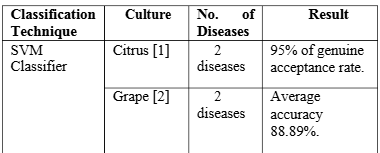 Classification Technique
Culture
No. of Diseases
Result
SVM Classifier
Citrus [1]
2 diseases
95% of genuine acceptance rate.
Grape [2]
2 diseases
Average accuracy 88.89%.